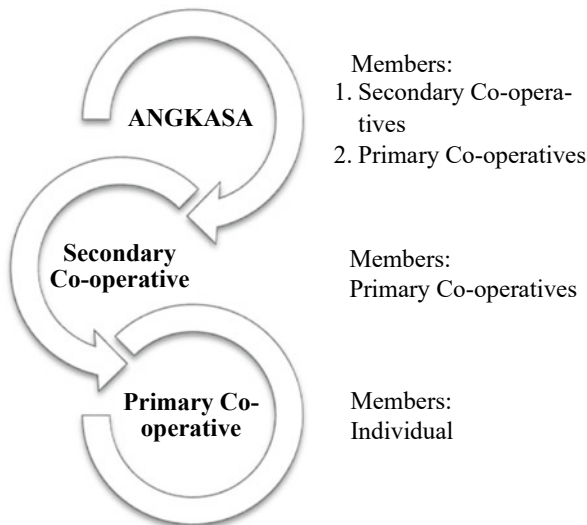 ANGKASA
Members:
1. Secondary Co-opera-
tives
2. Primary Co-operatives
Secondary
Co-operative
Members:
Primary Co-operatives
Primary Co-
operative
Members:
Individual